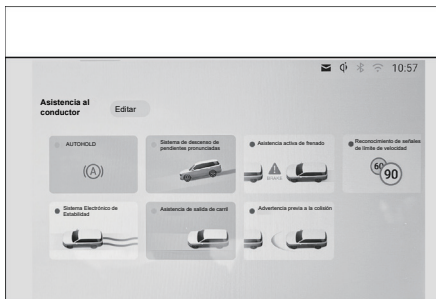 10:57
Asistencia al
conductor
Editar
AUTOHOLD
(A)
Sistema de descenso de
pendientes pronunciadas
Asistencia activa de frenado
BRAKE
Reconocimiento de señales
de límite de velocidad
60
90
Sistema Electrónico de
Estabilidad
Asistencia de salida de carril
Advertencia previa a la colisión